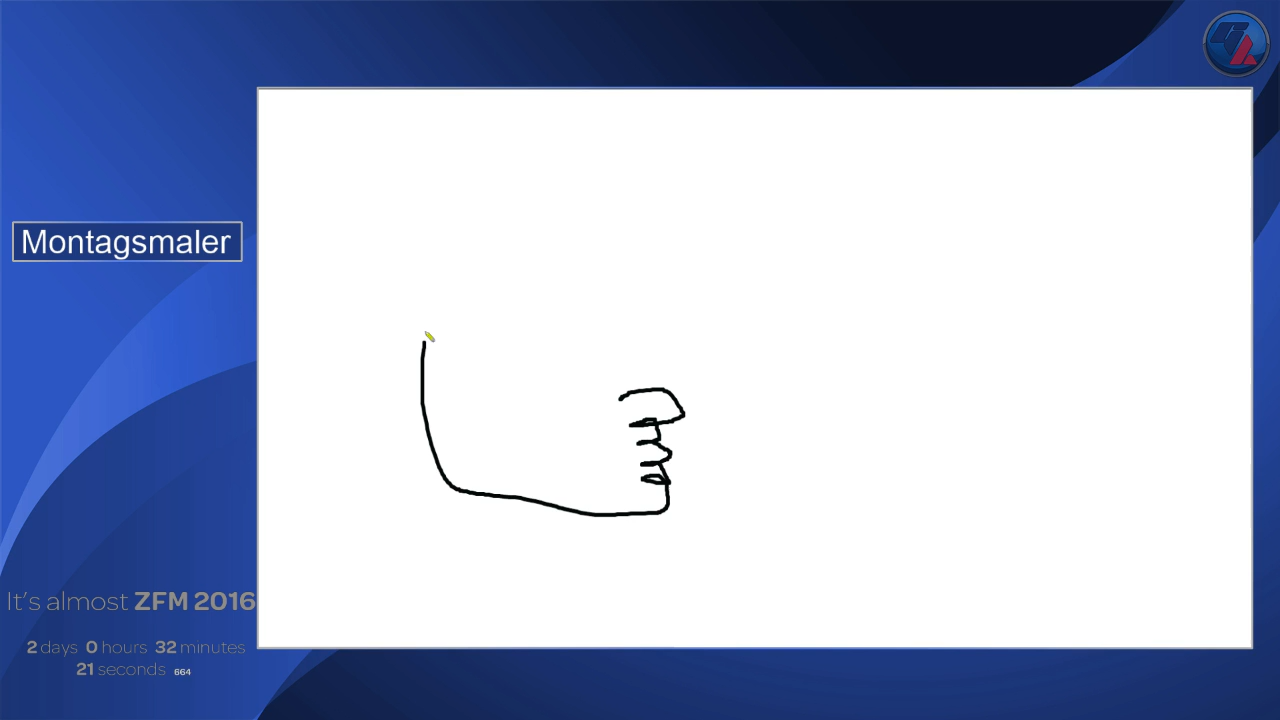 Montagsmaler
It's almost ZFM 2016
2 days 0 hours 32 minutes
21 seconds 664